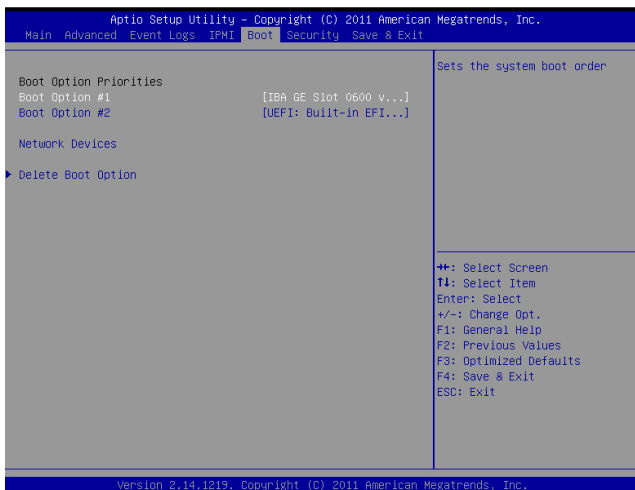 Aptio Setup Utility – Copyright (C) 2011 American Megatrends, Inc.
Main Advanced Event Logs IPMI Boot Security Save & Exit
Sets the system boot order
Boot Option Priorities
Boot Option #1 [IBA GE Slot 0600 v...]
Boot Option #2 [UEFI: Built-in EFI...]
Network Devices
Delete Boot Option
→←: Select Screen
↑↓: Select Item
Enter: Select
+/-: Change Opt.
F1: General Help
F2: Previous Values
F3: Optimized Defaults
F4: Save & Exit
ESC: Exit
Version 2.14.1219. Copyright (C) 2011 American Megatrends, Inc.